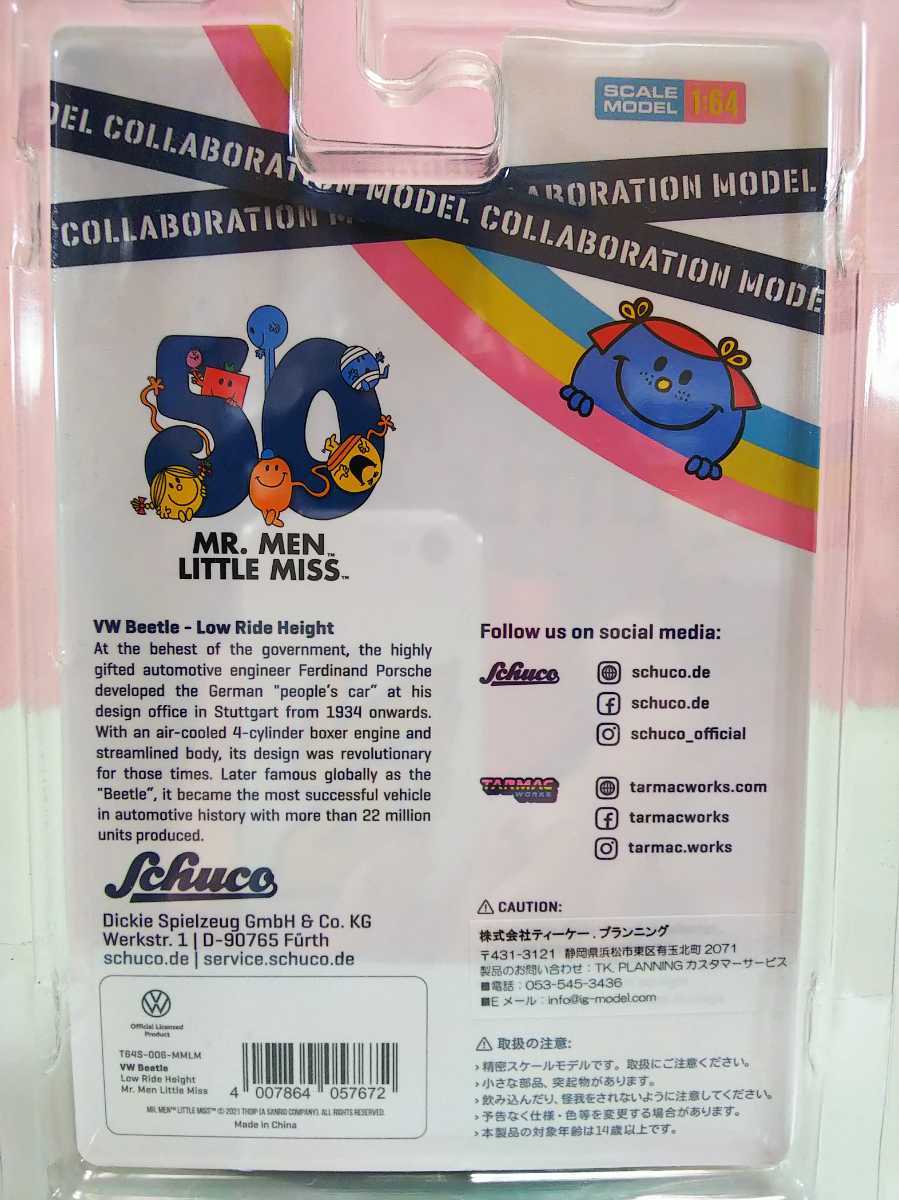 SCALE
MODEL 1:64
DEL COLLABORATION MODEL COLLABORATION MODE
COLLABORATION M
ABORATION MODEL
50
MR. MEN™
LITTLE MISS™
VW Beetle - Low Ride Height
At the behest of the government, the highly
gifted automotive engineer Ferdinand Porsche
developed the German "people's car" at his
design office in Stuttgart from 1934 onwards.
With an air-cooled 4-cylinder boxer engine and
streamlined body, its design was revolutionary
for those times. Later famous globally as the
"Beetle", it became the most successful vehicle
in automotive history with more than 22 million
units produced.
Schuco
Dickie Spielzeug GmbH & Co. KG
Werkstr. 1 | D-90765 Fürth
schuco.de | service.schuco.de
Official Licensed
Product
T64S-006-MMLM
VW Beetle
Low Ride Height
Mr. Men Little Miss
4 007864 057672
MR. MEN™ LITTLE MISS™ © 2021 THOIP (A SANRIO COMPANY). ALL RIGHTS RESERVED.
Made in China
Follow us on social media:
Schuco
schuco.de
schuco.de
schuco_official
TARMAC
WORKS
tarmacworks.com
tarmacworks
tarmac.works
⚠ CAUTION:
株式会社ティーケー.プランニング
〒431-3121 静岡県浜松市東区有玉北町 2071
製品のお問い合わせ:TK. PLANNINGカスタマーサービス
■電話:053-545-3436
■E メール:info@ig-model.com
⚠ 取扱の注意:
›精密スケールモデルです。取扱にご注意ください。
›小さな部品、突起物があります。
›飲み込んだり、怪我をされないように注意してください。
›予告なく仕様・色等を変更する場合があります。
›本製品の対象年齢は14歳以上です。